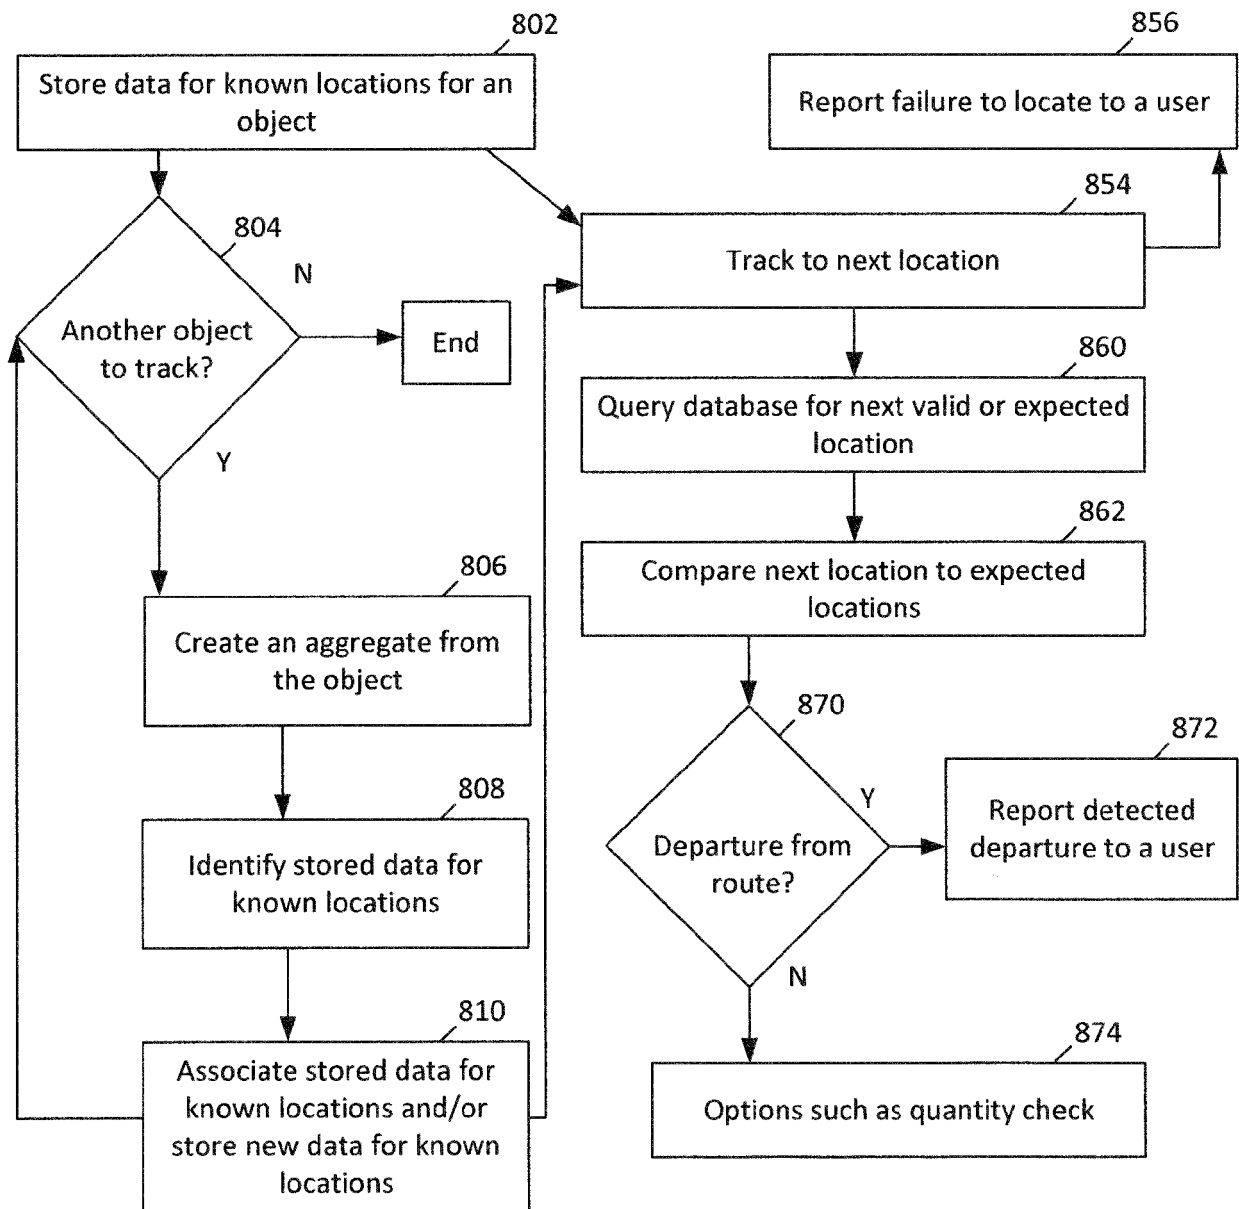 802
Store data for known locations for an
object
804
Another object
to track?
N
End
Y
806
Create an aggregate from
the object
808
Identify stored data for
known locations
810
Associate stored data for
known locations and/or
store new data for known
locations
856
Report failure to locate to a user
854
Track to next location
860
Query database for next valid or expected
location
862
Compare next location to expected
locations
870
Departure from
route?
Y
872
Report detected
departure to a user
N
874
Options such as quantity check